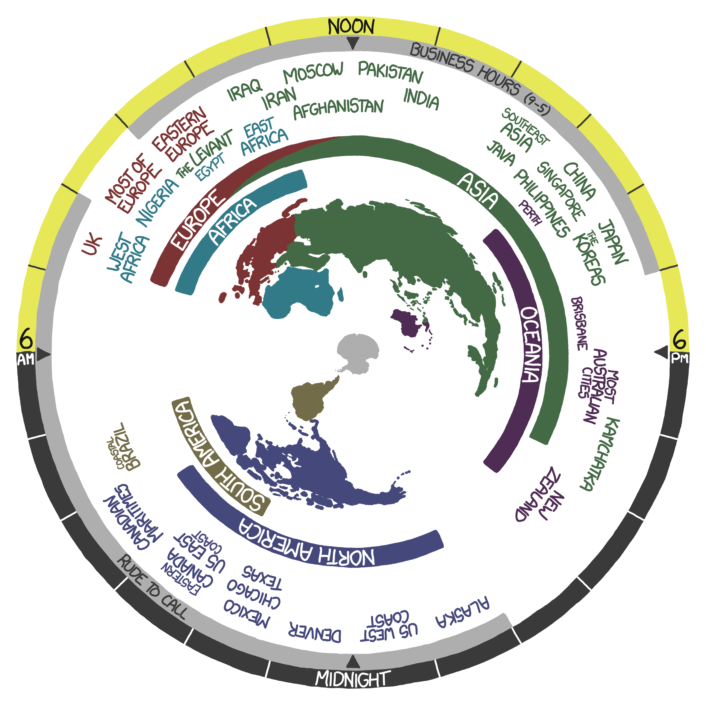 NOON
BUSINESS HOURS (9-5)
IRAQ
MOSCOW
PAKISTAN
IRAN
AFGHANISTAN
INDIA
EASTERN
EUROPE
EAST
AFRICA
MOST OF
EUROPE
THE LEVANT
EGYPT
NIGERIA
UK
WEST
AFRICA
SOUTHEAST
ASIA
CHINA
SINGAPORE
JAVA
PHILIPPINES
PERTH
JAPAN
THE
KOREAS
EUROPE
AFRICA
ASIA
OCEANIA
BRISBANE
6
AM
6
PM
MOST
AUSTRALIAN
CITIES
KAMCHATKA
NEW
ZEALAND
SOUTH AMERICA
NORTH AMERICA
COASTAL
BRAZIL
CANADIAN
MARITIMES
US EAST
COAST
EASTERN
CANADA
TEXAS
CHICAGO
MEXICO
DENVER
US WEST
COAST
ALASKA
RUDE TO CALL
MIDNIGHT